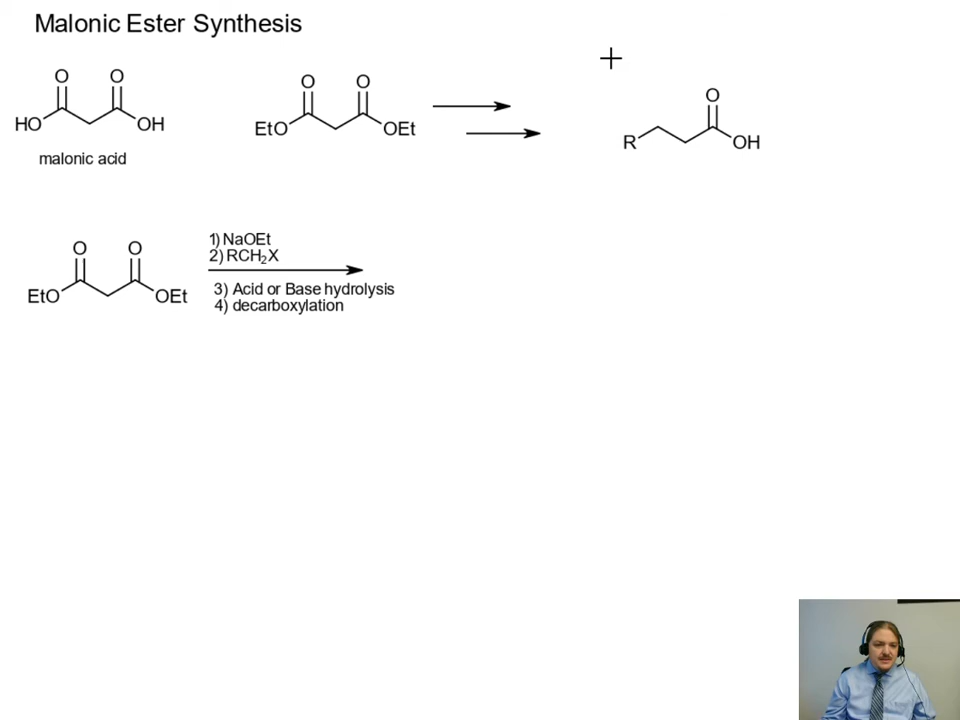 Malonic Ester Synthesis
O O
HO OH
malonic acid
O O
EtO OEt
O
R OH
O O
EtO OEt
1) NaOEt
2) RCH₂X
3) Acid or Base hydrolysis
4) decarboxylation